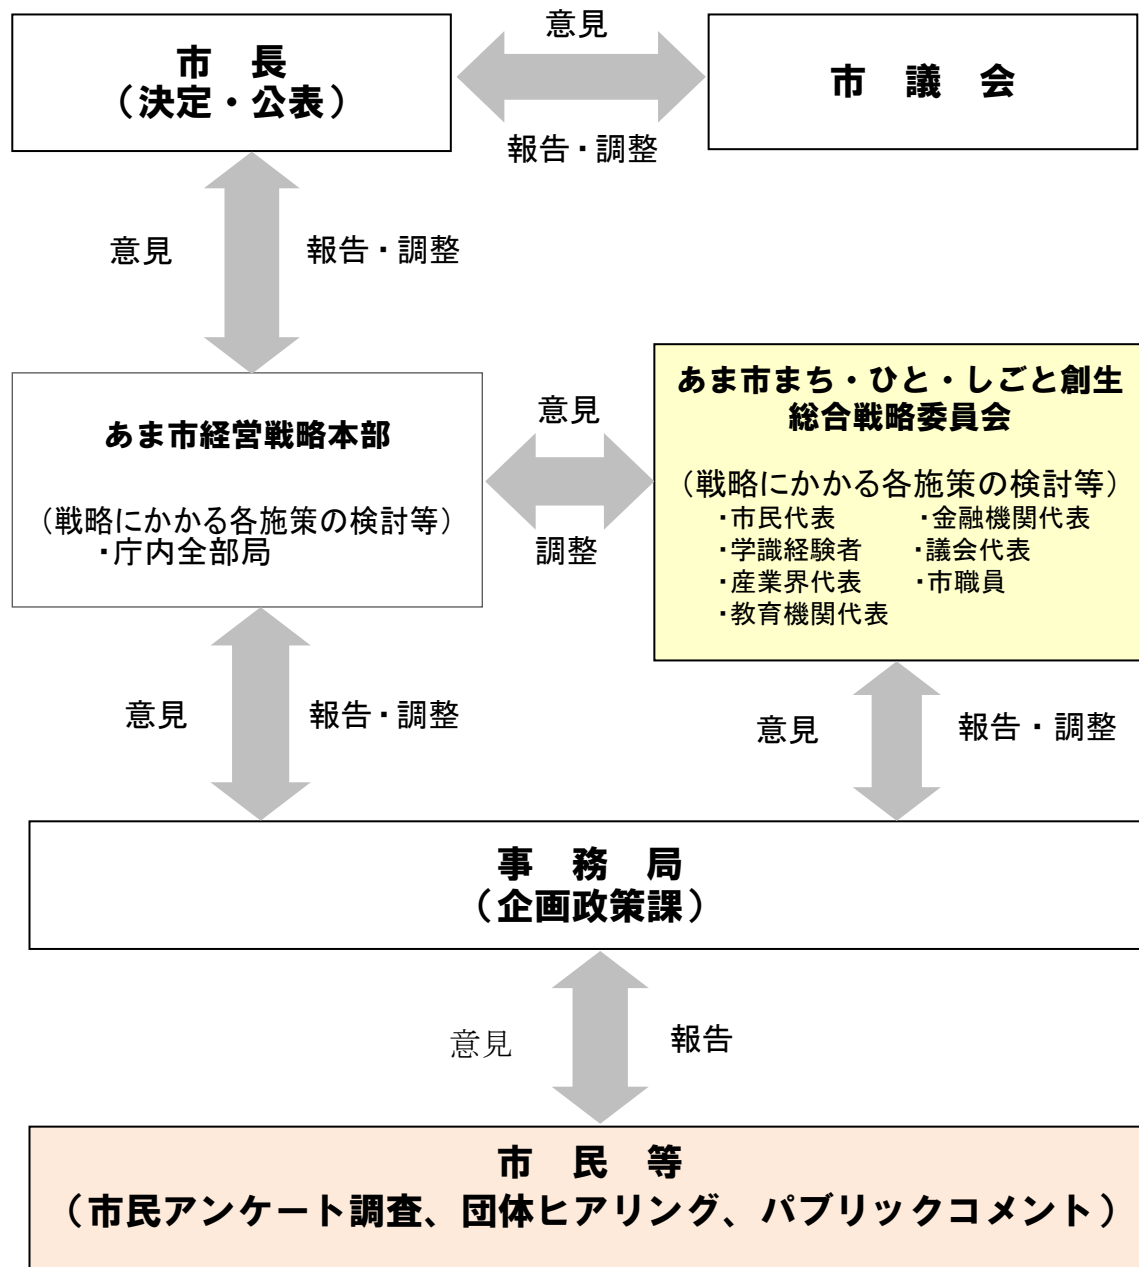 市　長
（決定・公表）
意見
報告・調整
市　議　会
意見
報告・調整
あま市経営戦略本部
（戦略にかかる各施策の検討等）
・庁内全部局
意見
調整
あま市まち・ひと・しごと創生
総合戦略委員会
（戦略にかかる各施策の検討等）
・市民代表　・金融機関代表
・学識経験者　・議会代表
・産業界代表　・市職員
・教育機関代表
意見
報告・調整
意見
報告・調整
事　務　局
（企画政策課）
意見
報告
市　民　等
（市民アンケート調査、団体ヒアリング、パブリックコメント）